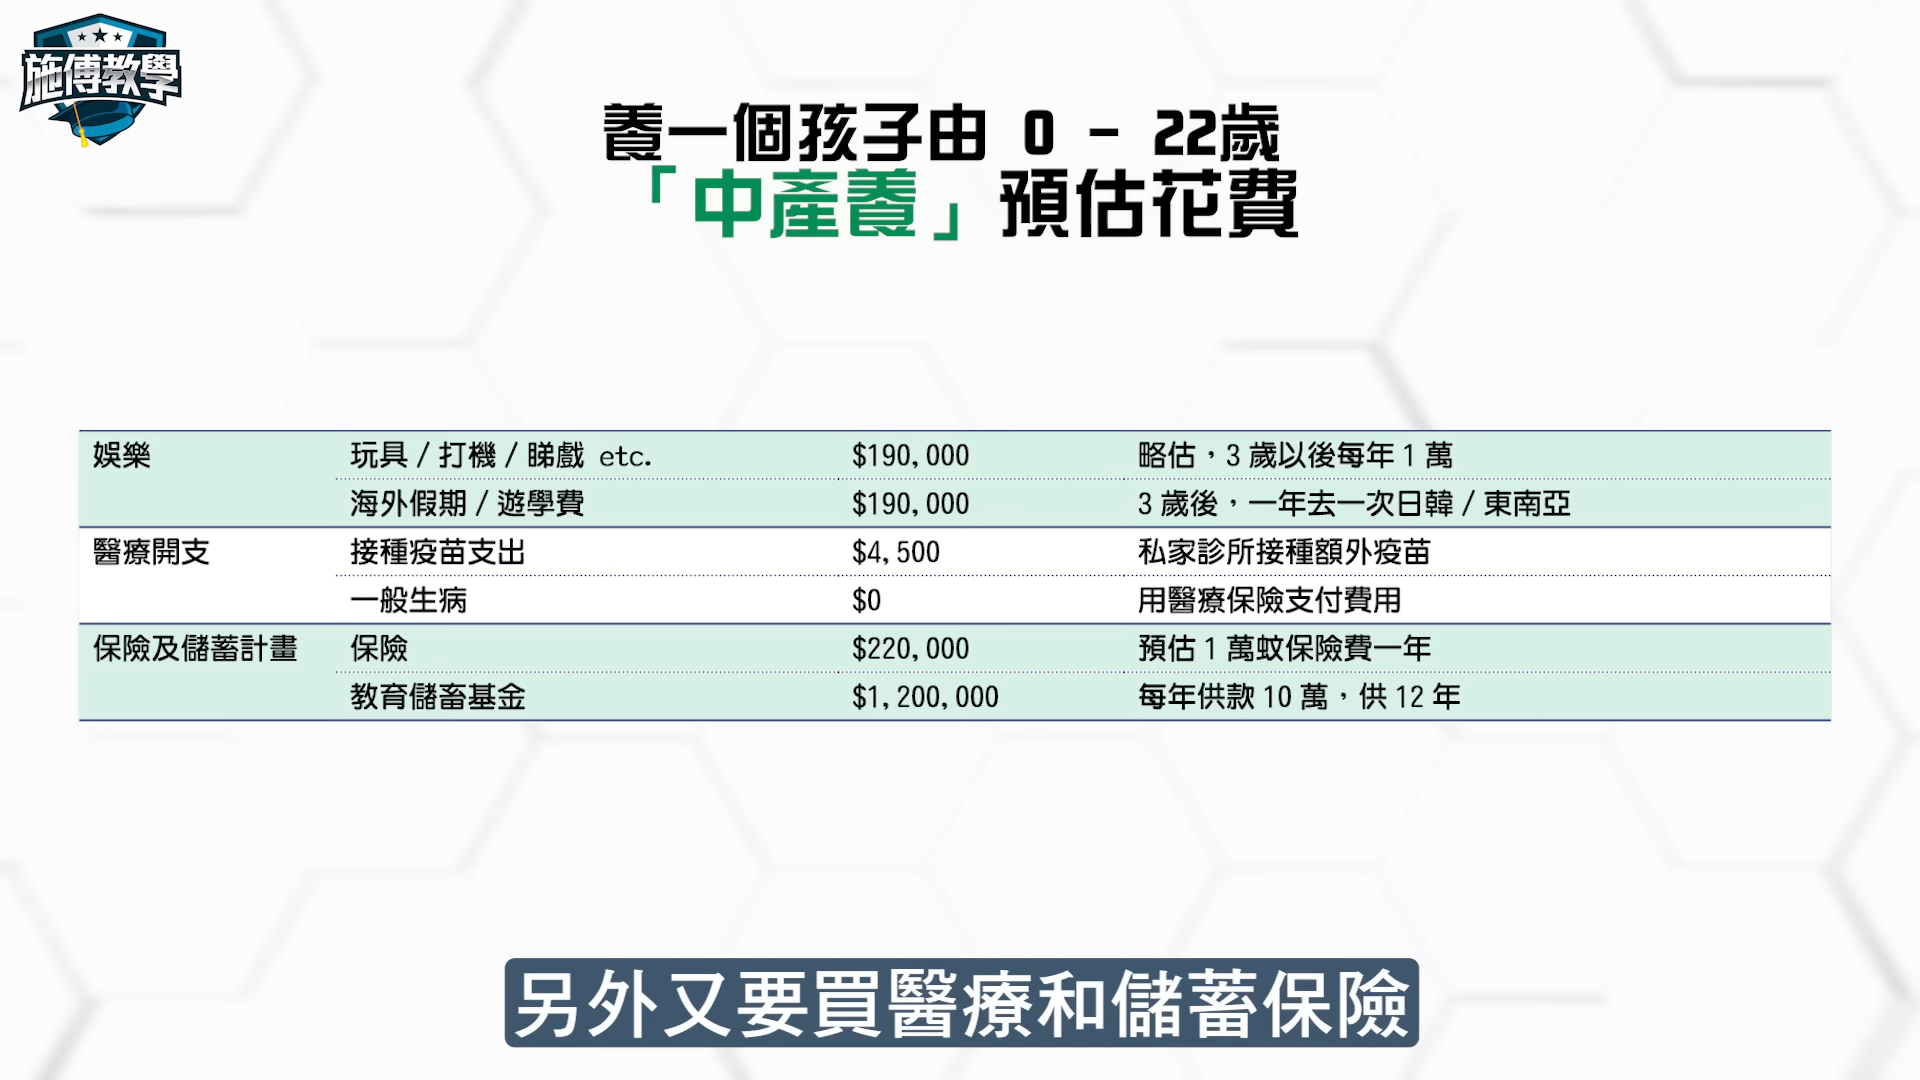 施傅教學
養一個孩子由 0 - 22歲
「中產養」預估花費
娛樂 玩具 / 打機 / 睇戲 etc. $190,000 略估，3 歲以後每年 1 萬
海外假期 / 遊學費 $190,000 3 歲後，一年去一次日韓 / 東南亞
醫療開支 接種疫苗支出 $4,500 私家診所接種額外疫苗
一般生病 $0 用醫療保險支付費用
保險及儲蓄計畫 保險 $220,000 預估 1 萬蚊保險費一年
教育儲畜基金 $1,200,000 每年供款 10 萬，供 12 年
另外又要買醫療和儲蓄保險